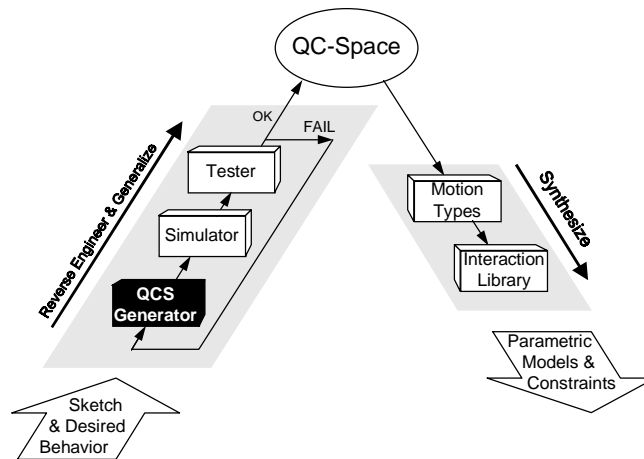 QC-Space
OK
FAIL
Reverse Engineer & Generalize
Tester
Simulator
QCS
Generator
Sketch
& Desired
Behavior
Motion
Types
Interaction
Library
Synthesize
Parametric
Models &
Constraints